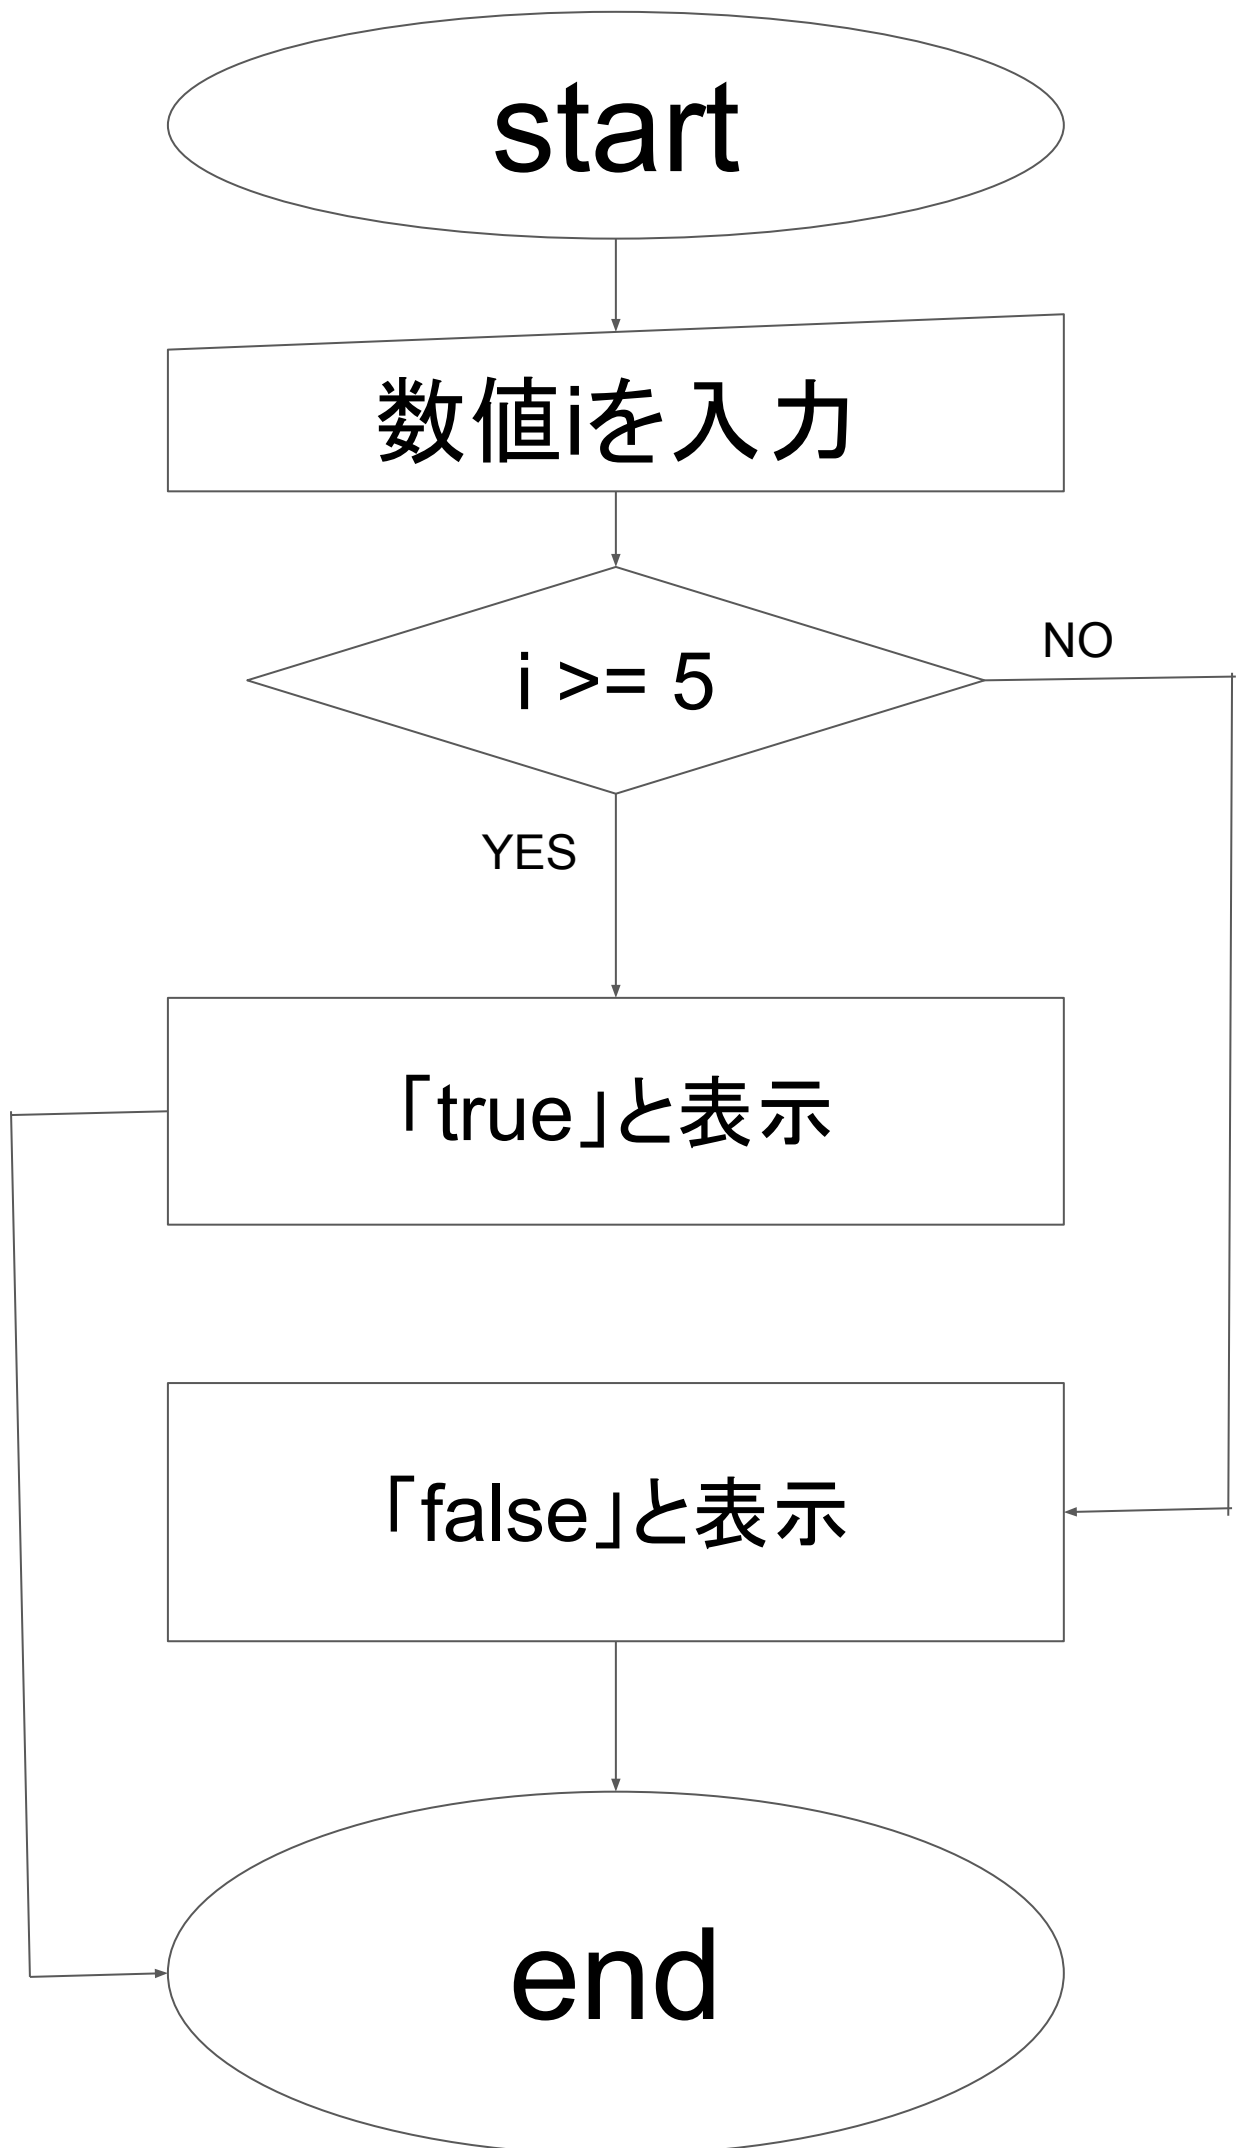 start
数値iを入力
i >= 5
NO
YES
「true」と表示
「false」と表示
end